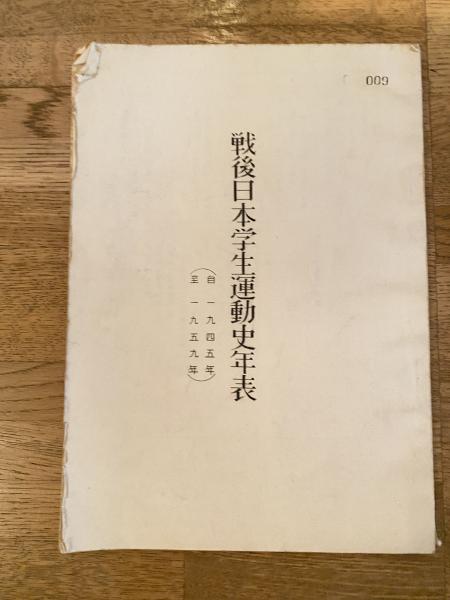 009
戦後日本学生運動史年表
(自 一九四五年
至 一九五九年)